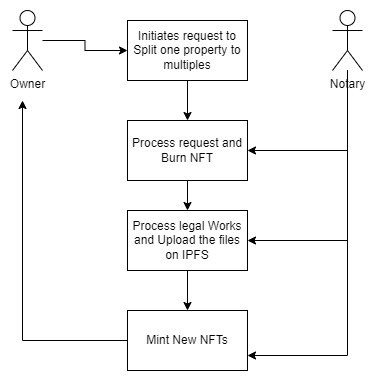 Initiates request to
Split one property to
multiples
Owner
Notary
Process request and
Burn NFT
Process legal Works
and Upload the files
on IPFS
Mint New NFTs